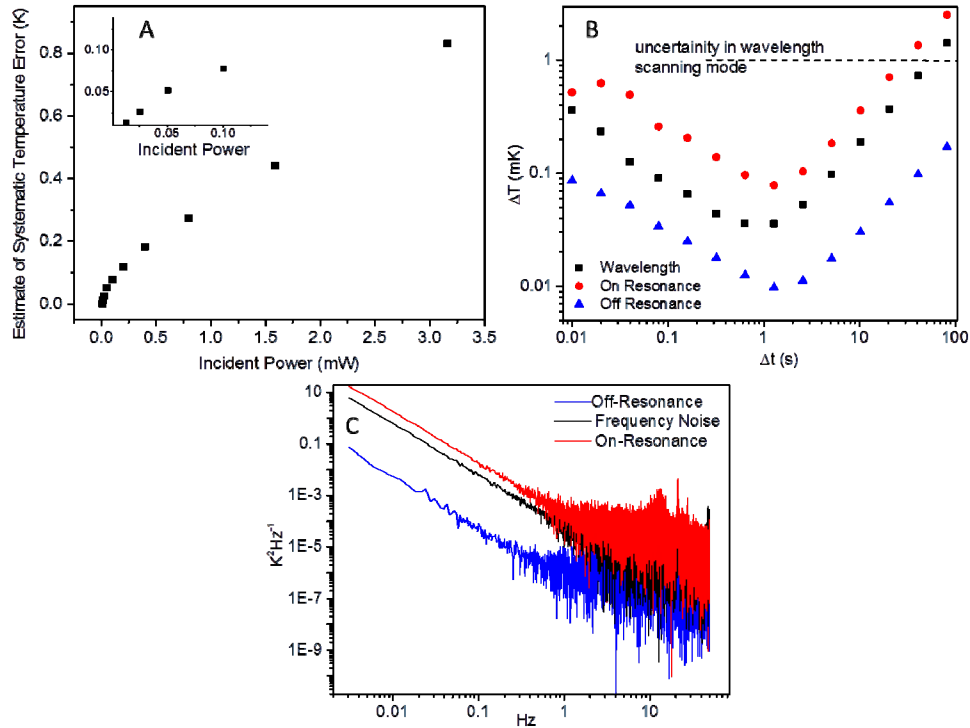 A
Estimate of Systematic Temperature Error (K)
0.8
0.6
0.4
0.2
0.0
0.0 0.5 1.0 1.5 2.0 2.5 3.0 3.5
Incident Power (mW)
0.10
0.05
0.05 0.10
Incident Power
B
uncertainity in wavelength
scanning mode
ΔT (mK)
1
0.1
0.01
Wavelength
On Resonance
Off Resonance
0.01 0.1 1 10 100
Δt (s)
C
Off-Resonance
Frequency Noise
On-Resonance
K²Hz⁻¹
10
0.1
1E-3
1E-5
1E-7
1E-9
0.01 0.1 1 10
Hz